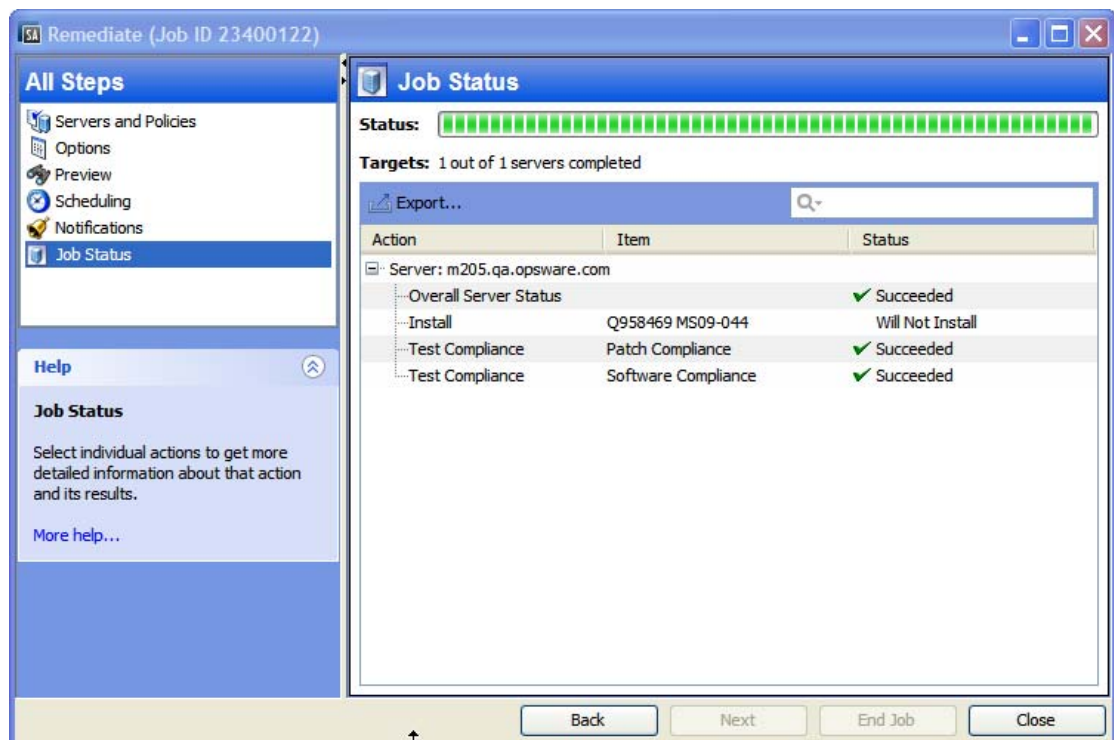 SA Remediate (Job ID 23400122)
All Steps
Servers and Policies
Options
Preview
Scheduling
Notifications
Job Status
Help
Job Status
Select individual actions to get more
detailed information about that action
and its results.
More help...
Job Status
Status:
Targets: 1 out of 1 servers completed
Export...
Action Item Status
Server: m205.qa.opsware.com
Overall Server Status Succeeded
Install Q958469 MS09-044 Will Not Install
Test Compliance Patch Compliance Succeeded
Test Compliance Software Compliance Succeeded
Back Next End Job Close